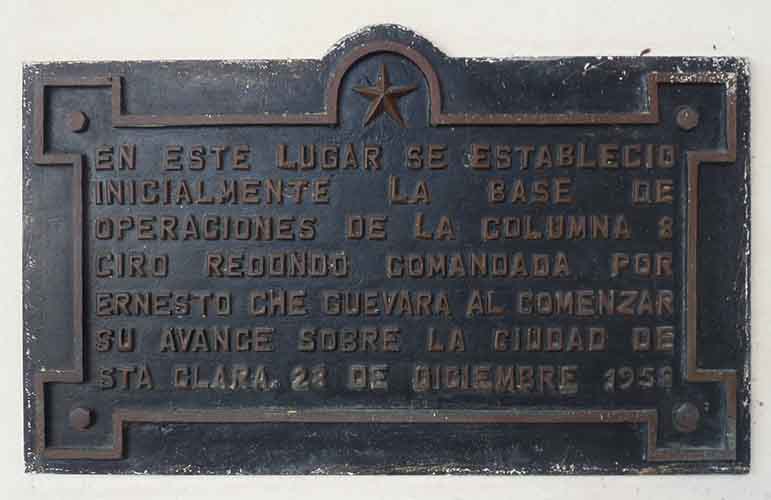 EN ESTE LUGAR SE ESTABLECIO
INICIALMENTE LA BASE DE
OPERACIONES DE LA COLUMNA 8
CIRO REDONDO COMANDADA POR
ERNESTO CHE GUEVARA AL COMENZAR
SU AVANCE SOBRE LA CIUDAD DE
STA CLARA. 28 DE DICIEMBRE 1958